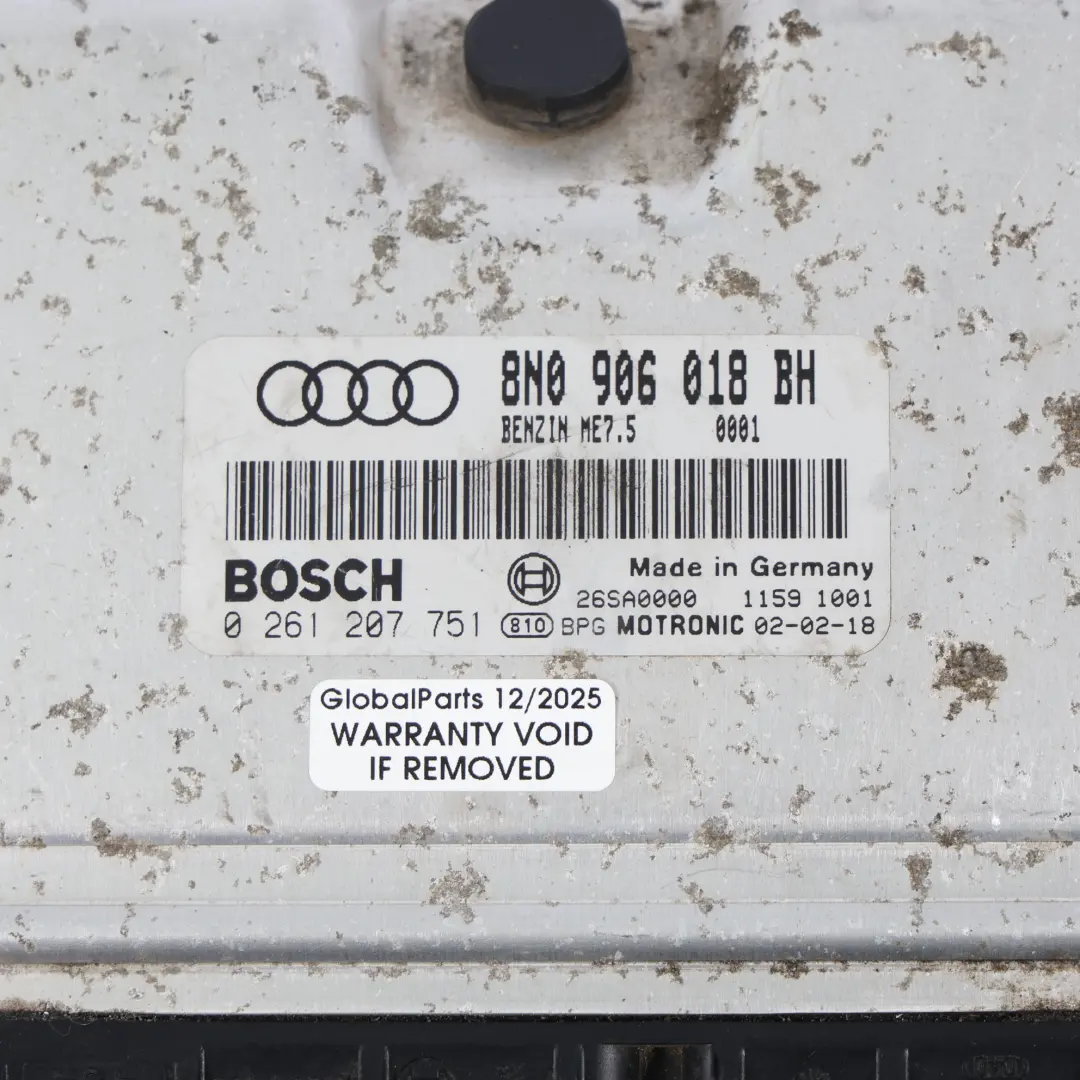 8N0 906 018 BH
BENZIN ME7.5 0001
BOSCH
Made in Germany
26SA0000 1159 1001
0 261 207 751 810 BPG MOTRONIC 02-02-18
GlobalParts 12/2025
WARRANTY VOID
IF REMOVED